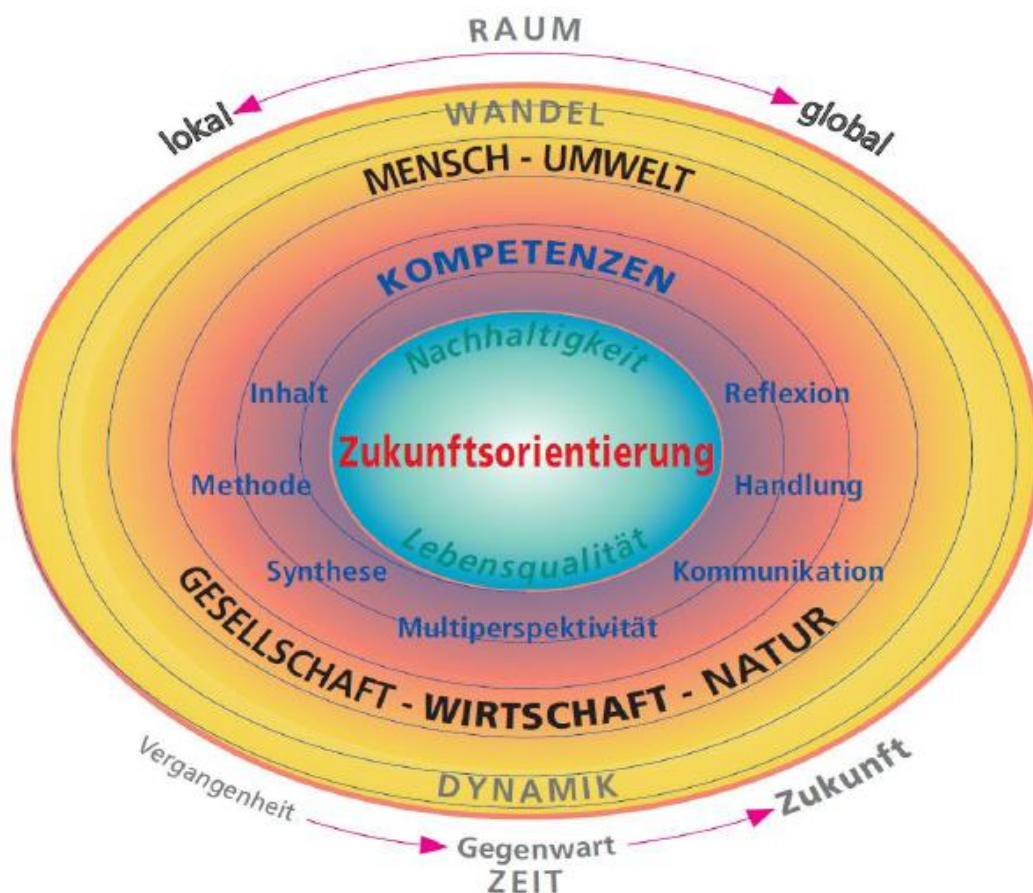 RAUM
lokal
global
WANDEL
MENSCH - UMWELT
KOMPETENZEN
Nachhaltigkeit
Inhalt
Reflexion
Zukunftsorientierung
Methode
Handlung
Lebensqualität
Synthese
Kommunikation
Multiperspektivität
GESELLSCHAFT - WIRTSCHAFT - NATUR
DYNAMIK
Vergangenheit
Gegenwart
Zukunft
ZEIT